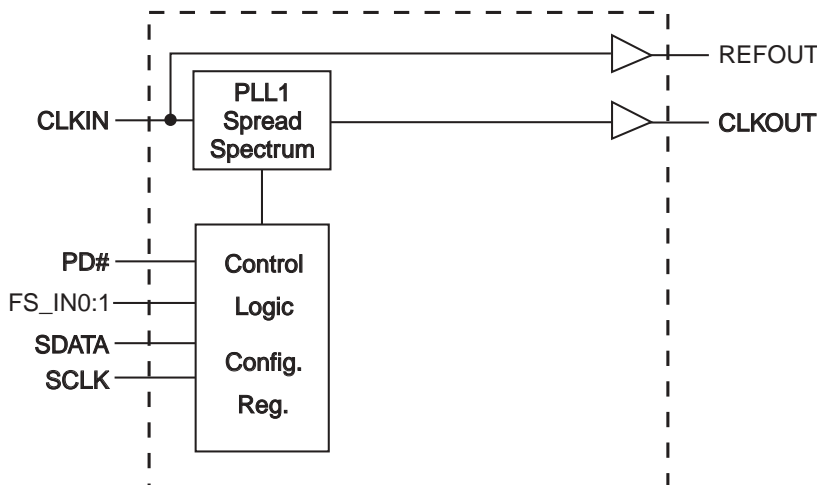 REFOUT
PLL1
Spread
Spectrum
CLKIN
CLKOUT
PD#
FS_IN0:1
SDATA
SCLK
Control
Logic
Config.
Reg.